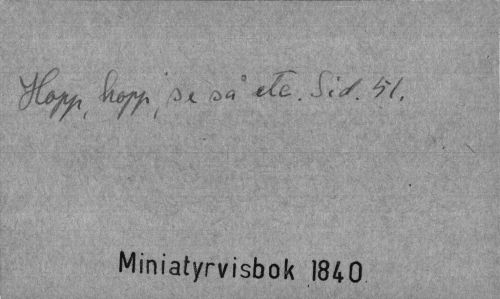 Hopp, hopp, se så etc. Sid. 51.
Miniatyrvisbok 1840